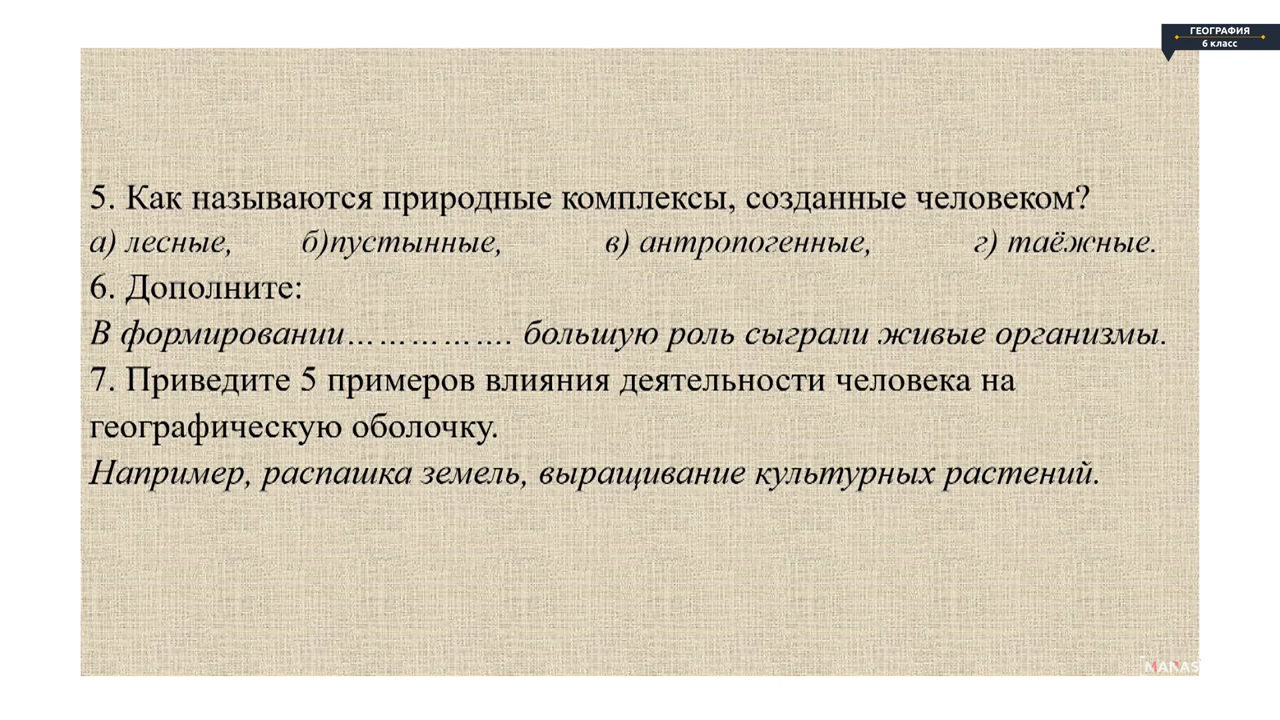 ГЕОГРАФИЯ
6 класс
5. Как называются природные комплексы, созданные человеком?
а) лесные, б)пустынные, в) антропогенные, г) таёжные.
6. Дополните:
В формировании……………. большую роль сыграли живые организмы.
7. Приведите 5 примеров влияния деятельности человека на
географическую оболочку.
Например, распашка земель, выращивание культурных растений.
MANAS